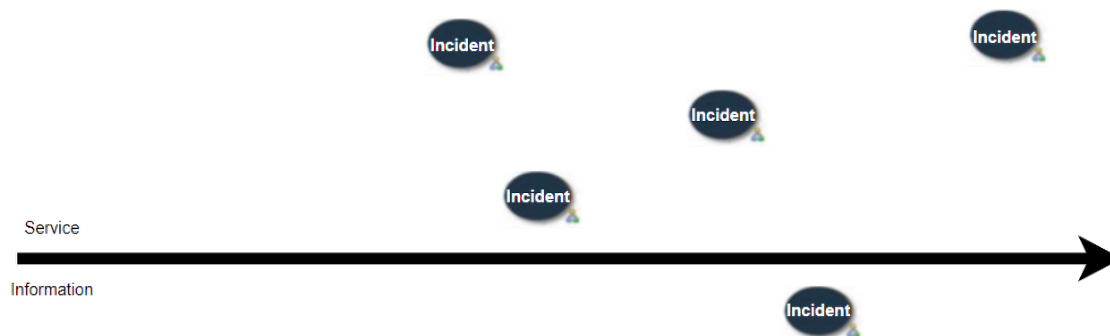 Incident
Incident
Incident
Incident
Service
Information
Incident